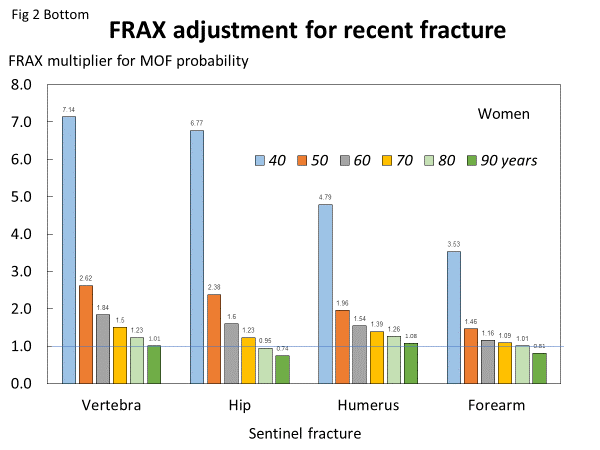 Fig 2 Bottom
FRAX adjustment for recent fracture
FRAX multiplier for MOF probability
8.0
Women
7.14
7.0
6.77
40 50 60 70 80 90 years
6.0
5.0
4.79
4.0
3.53
3.0
2.62
2.38
2.0
1.84 1.5 1.23 1.01
1.6 1.23 0.95 0.74
1.96 1.54 1.39 1.26 1.08
1.46 1.16 1.09 1.01 0.81
1.0
0.0
Vertebra Hip Humerus Forearm
Sentinel fracture